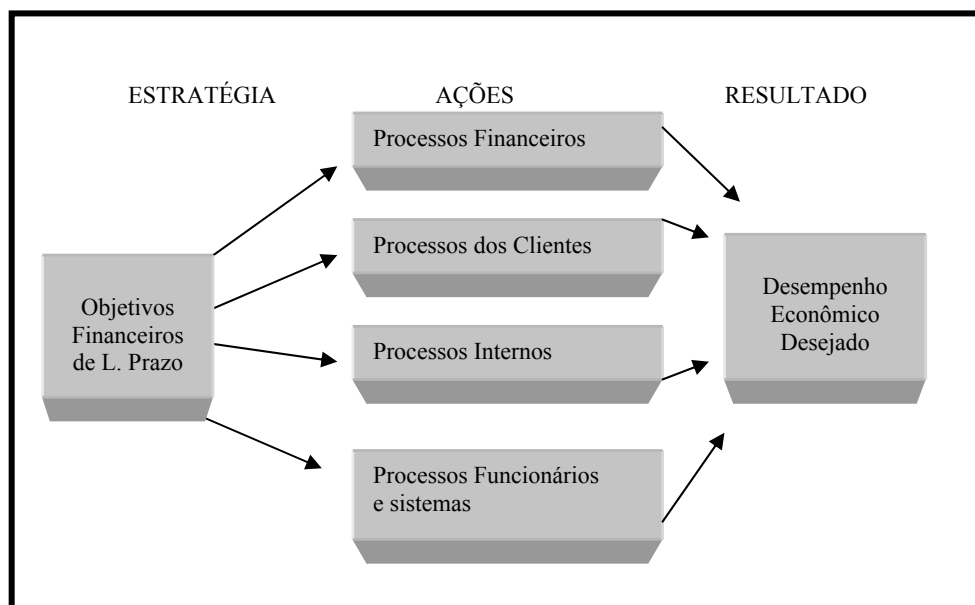 ESTRATÉGIA
AÇÕES
RESULTADO
Objetivos
Financeiros
de L. Prazo
Processos Financeiros
Processos dos Clientes
Processos Internos
Processos Funcionários
e sistemas
Desempenho
Econômico
Desejado